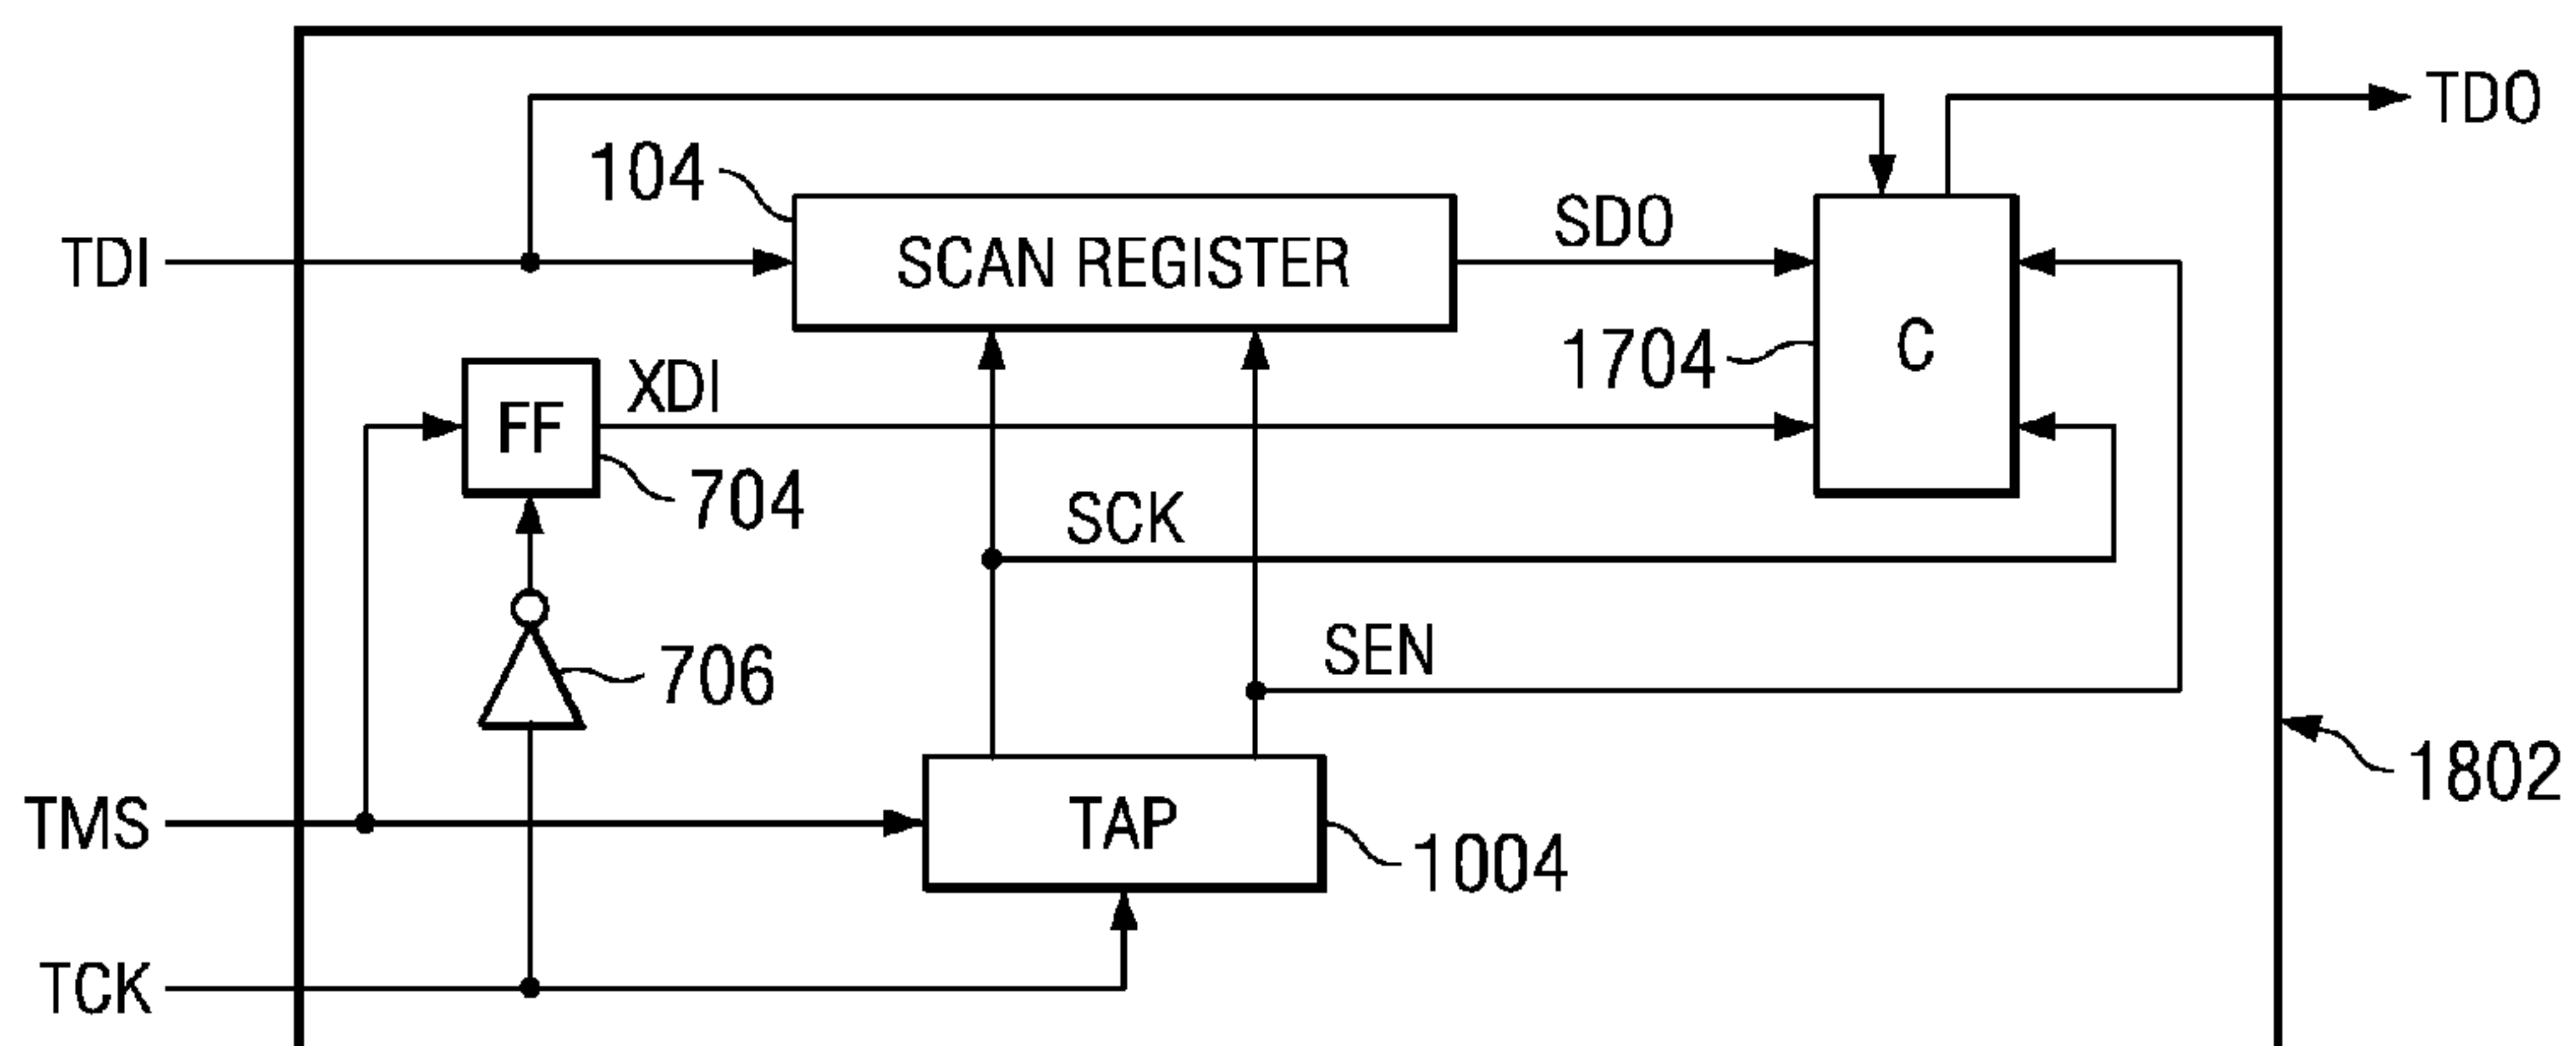 TDO
104
TDI
SCAN REGISTER
SDO
XDI
FF
1704
C
704
SCK
SEN
706
1802
TMS
TAP
1004
TCK